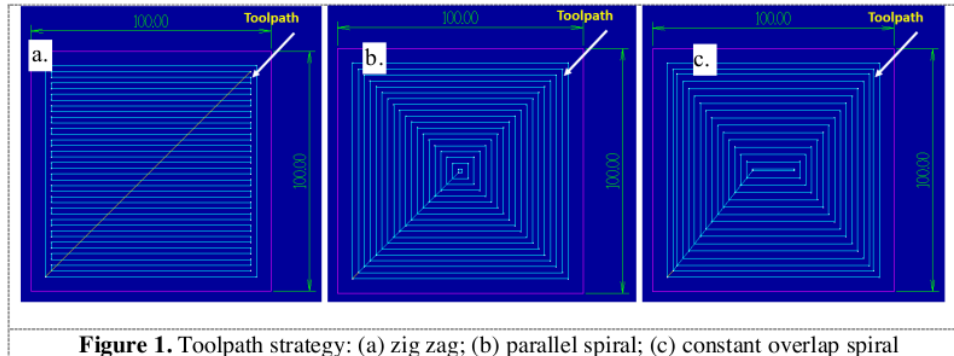 Toolpath
100.00
a.
100.00
Toolpath
100.00
b.
100.00
Toolpath
100.00
c.
100.00
Figure 1. Toolpath strategy: (a) zig zag; (b) parallel spiral; (c) constant overlap spiral